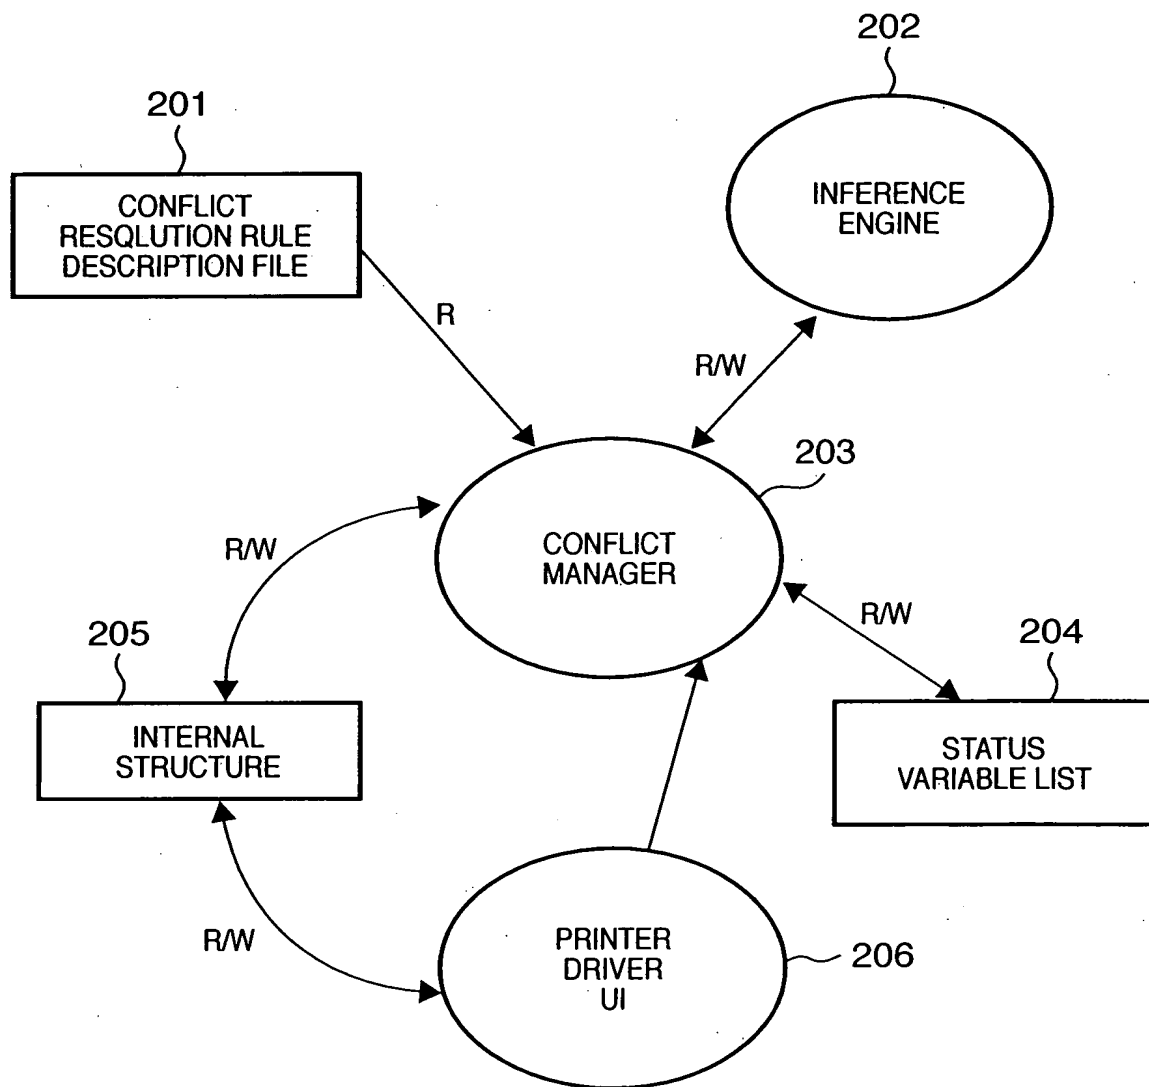 202
201
CONFLICT
RESQLUTION RULE
DESCRIPTION FILE
INFERENCE
ENGINE
R
R/W
203
CONFLICT
MANAGER
R/W
R/W
205
204
INTERNAL
STRUCTURE
STATUS
VARIABLE LIST
R/W
PRINTER
DRIVER
UI
206